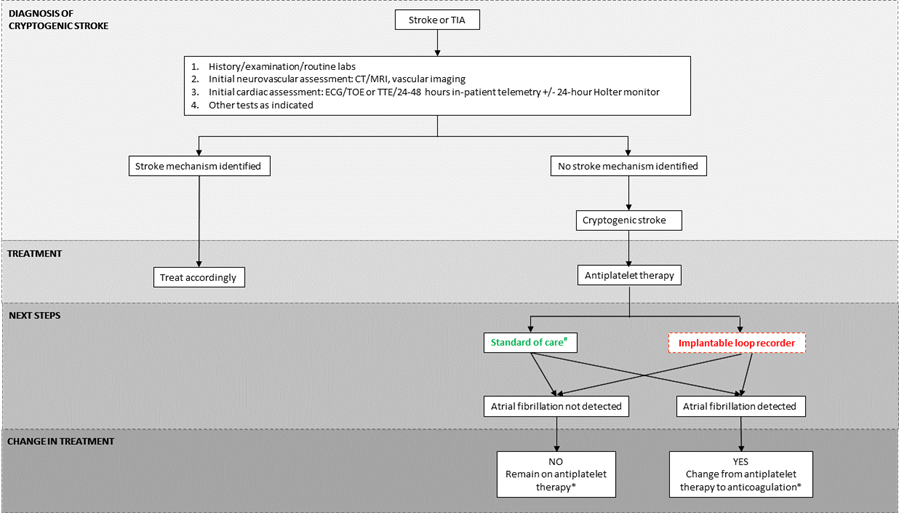 DIAGNOSIS OF
CRYPTOGENIC STROKE
Stroke or TIA
1. History/examination/routine labs
2. Initial neurovascular assessment: CT/MRI, vascular imaging
3. Initial cardiac assessment: ECG/TOE or TTE/24-48 hours in-patient telemetry +/- 24-hour Holter monitor
4. Other tests as indicated
Stroke mechanism identified
No stroke mechanism identified
Cryptogenic stroke
TREATMENT
Treat accordingly
Antiplatelet therapy
NEXT STEPS
Standard of care#
Implantable loop recorder
Atrial fibrillation not detected
Atrial fibrillation detected
CHANGE IN TREATMENT
NO
Remain on antiplatelet
therapy*
YES
Change from antiplatelet
therapy to anticoagulation*